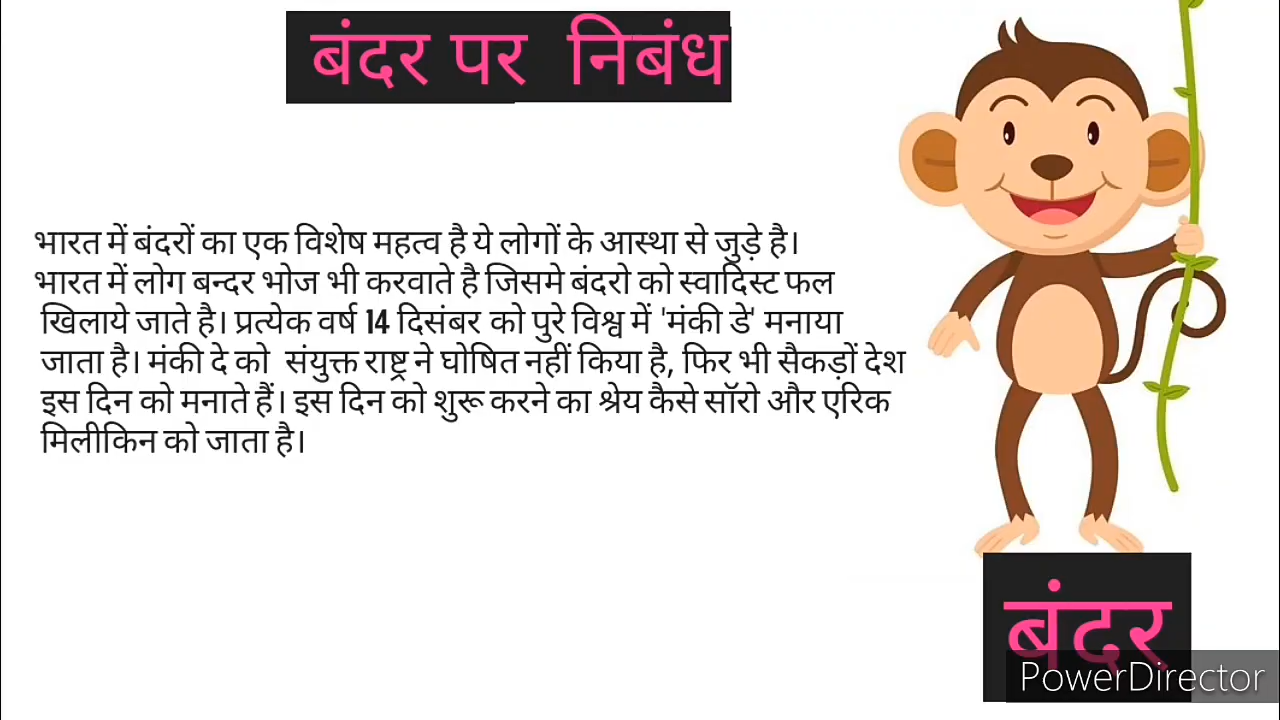 बंदर पर निबंध
भारत में बंदरों का एक विशेष महत्व है ये लोगों के आस्था से जुड़े है।
भारत में लोग बन्दर भोज भी करवाते है जिसमे बंदरो को स्वादिस्ट फल
खिलाये जाते है। प्रत्येक वर्ष 14 दिसंबर को पुरे विश्व में 'मंकी डे' मनाया
जाता है। मंकी दे को संयुक्त राष्ट्र ने घोषित नहीं किया है, फिर भी सैकड़ों देश
इस दिन को मनाते हैं। इस दिन को शुरू करने का श्रेय कैसे सॉरो और एरिक
मिलीकिन को जाता है।
बंदर
PowerDirector